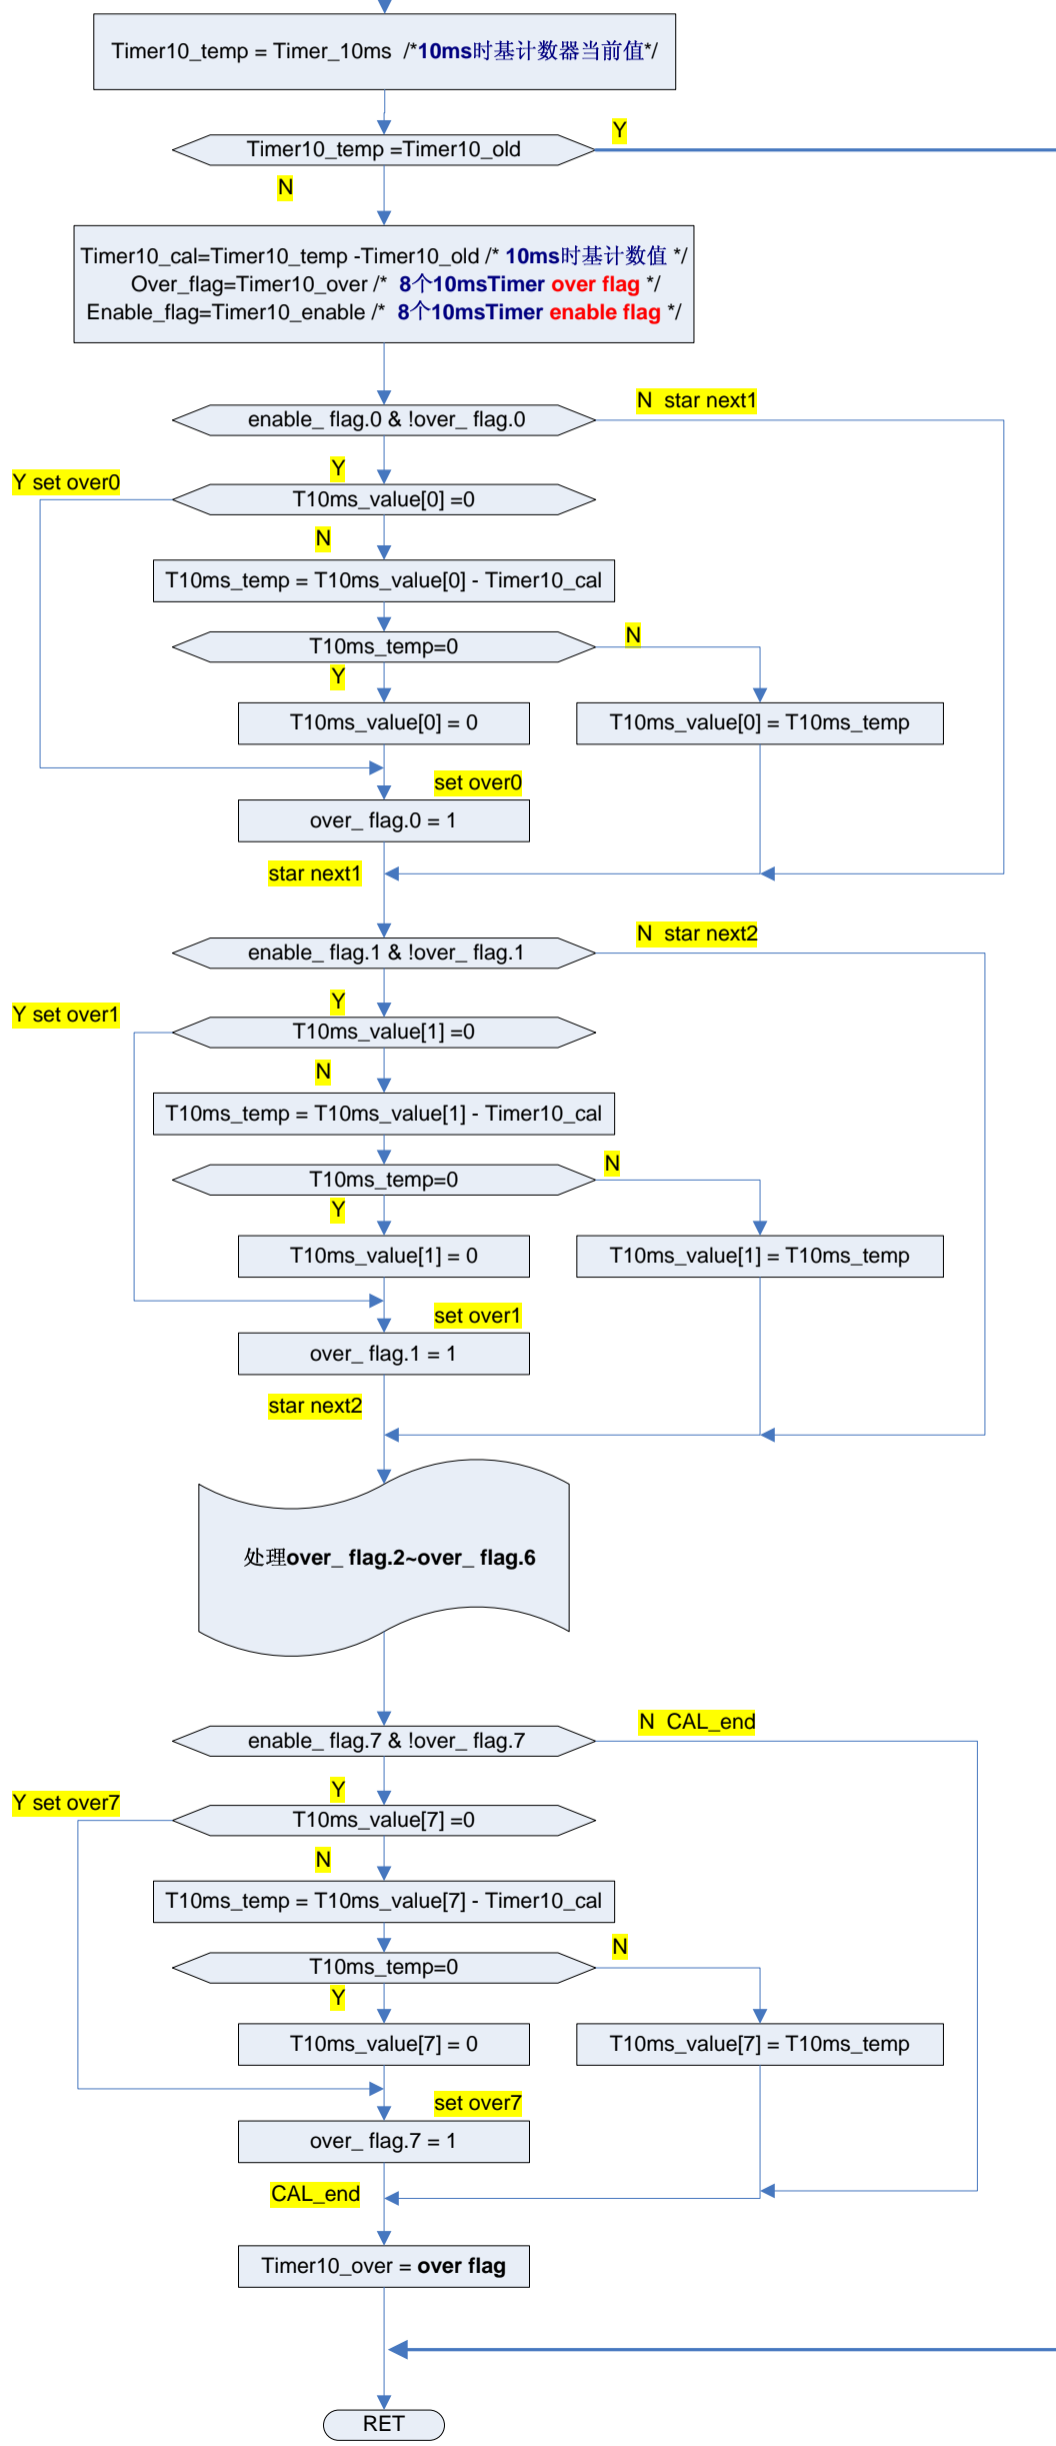 Timer10_temp = Timer_10ms /*10ms时基计数器当前值*/
Y
Timer10_temp =Timer10_old
N
Timer10_cal=Timer10_temp -Timer10_old /* 10ms时基计数值 */
Over_flag=Timer10_over /* 8个10msTimer over flag */
Enable_flag=Timer10_enable /* 8个10msTimer enable flag */
N star next1
enable_ flag.0 & !over_ flag.0
Y
Y set over0
T10ms_value[0] =0
N
T10ms_temp = T10ms_value[0] - Timer10_cal
N
T10ms_temp=0
Y
T10ms_value[0] = 0
T10ms_value[0] = T10ms_temp
set over0
over_ flag.0 = 1
star next1
N star next2
enable_ flag.1 & !over_ flag.1
Y
Y set over1
T10ms_value[1] =0
N
T10ms_temp = T10ms_value[1] - Timer10_cal
N
T10ms_temp=0
Y
T10ms_value[1] = 0
T10ms_value[1] = T10ms_temp
set over1
over_ flag.1 = 1
star next2
处理over_ flag.2~over_ flag.6
N CAL_end
enable_ flag.7 & !over_ flag.7
Y
Y set over7
T10ms_value[7] =0
N
T10ms_temp = T10ms_value[7] - Timer10_cal
N
T10ms_temp=0
Y
T10ms_value[7] = 0
T10ms_value[7] = T10ms_temp
set over7
over_ flag.7 = 1
CAL_end
Timer10_over = over flag
RET